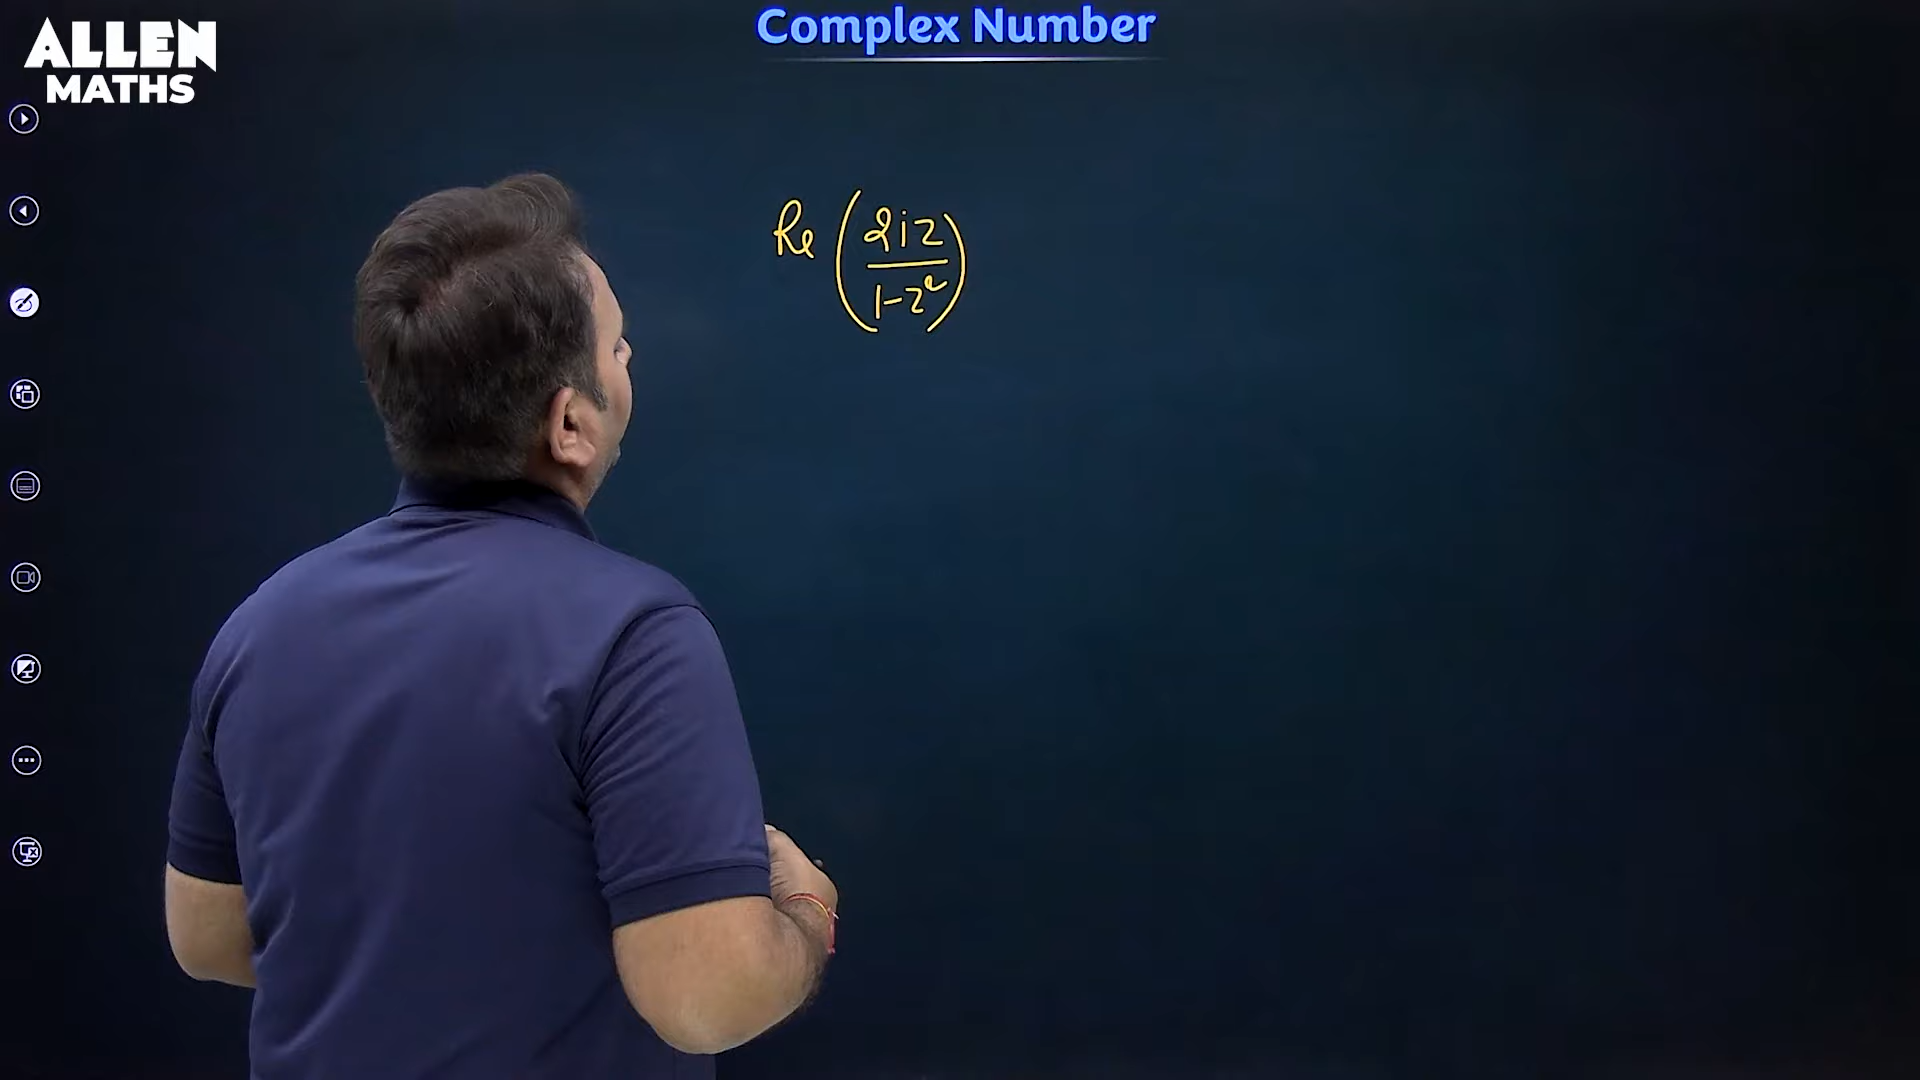 Complex Number
ALLEN
MATHS
Re (2iz / 1-z²)